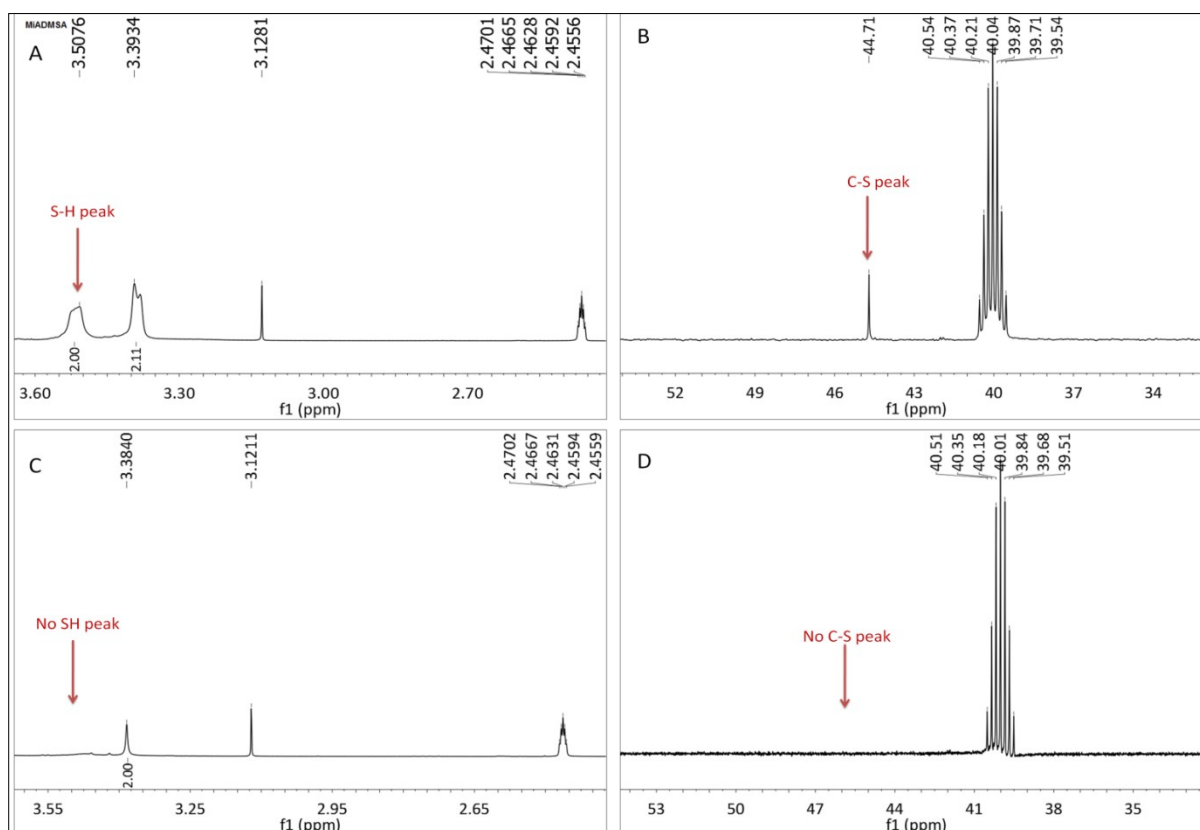 MiADMSA
A
3.5076
3.3934
3.1281
2.4701
2.4665
2.4628
2.4592
2.4556
S-H peak
2.00
2.11
3.60 3.30 3.00 2.70
f1 (ppm)
B
44.71
40.54
40.37
40.21
40.04
39.87
39.71
39.54
C-S peak
52 49 46 43 40 37 34
f1 (ppm)
C
3.3840
3.1211
2.4702
2.4667
2.4631
2.4594
2.4559
No SH peak
2.00
3.55 3.25 2.95 2.65
f1 (ppm)
D
40.51
40.35
40.18
40.01
39.84
39.68
39.51
No C-S peak
53 50 47 44 41 38 35
f1 (ppm)